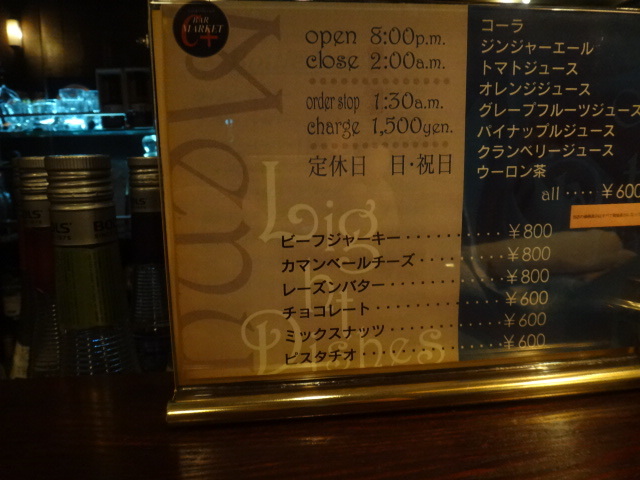 BAR
MARKET
Menu
open 8:00p.m.
close 2:00a.m.
order stop 1:30a.m.
charge 1,500yen.
定休日 日・祝日
Light
Dishes
ビーフジャーキー・・・・・・・・・・¥800
カマンベールチーズ・・・・・・・・・¥800
レーズンバター・・・・・・・・・・・¥800
チョコレート・・・・・・・・・・・・¥600
ミックスナッツ・・・・・・・・・・・¥600
ピスタチオ・・・・・・・・・・・・・¥600
コーラ
ジンジャーエール
トマトジュース
オレンジジュース
グレープフルーツジュース
パイナップルジュース
クランベリージュース
ウーロン茶
all ････ ¥600